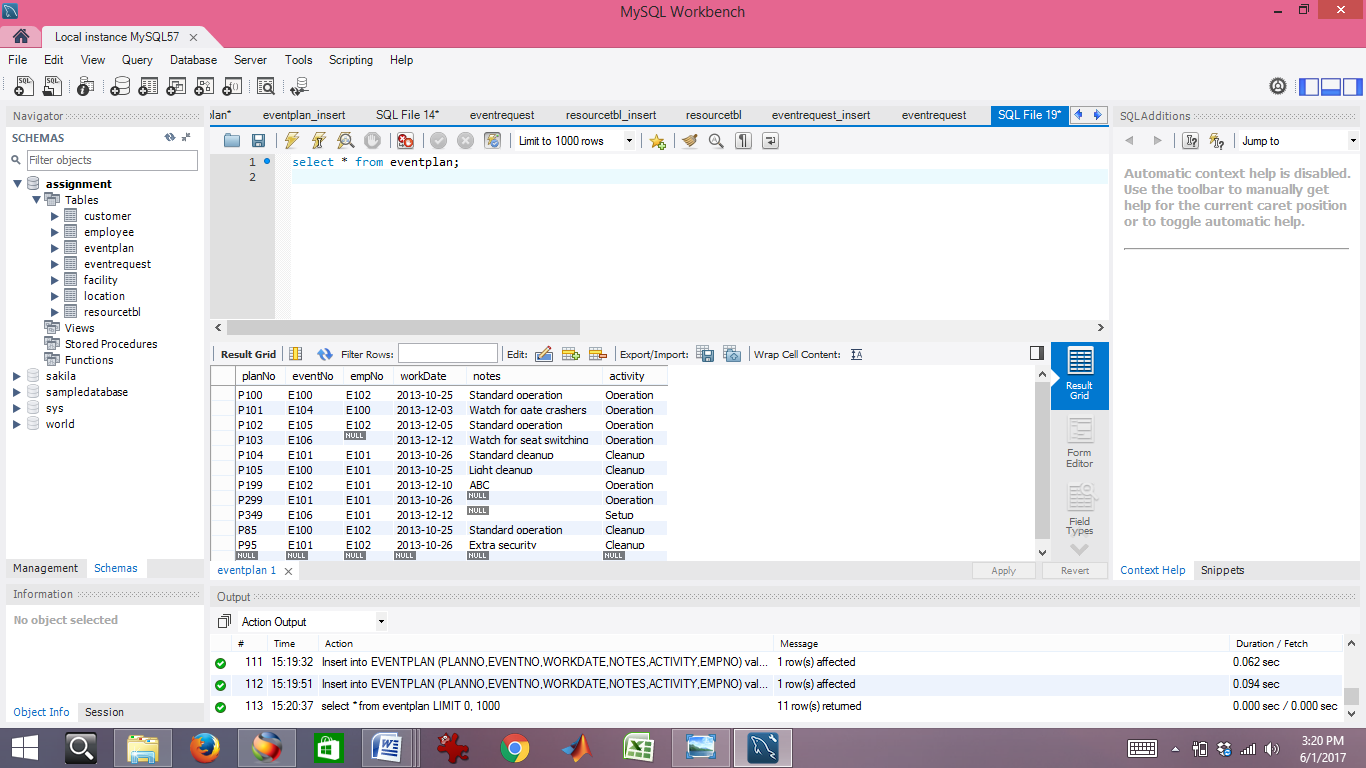 MySQL Workbench
Local instance MySQL57
File Edit View Query Database Server Tools Scripting Help
Navigator
SCHEMAS
Filter objects
assignment
Tables
customer
employee
eventplan
eventrequest
facility
location
resourcetbl
Views
Stored Procedures
Functions
sakila
sampledatabase
sys
world
Management Schemas
Information
No object selected
Object Info Session
lan* eventplan_insert SQL File 14* eventrequest resourcetbl_insert resourcetbl eventrequest_insert eventrequest SQL File 19*
Limit to 1000 rows
1 select * from eventplan;
2
Result Grid Filter Rows: Edit: Export/Import: Wrap Cell Content:
planNo eventNo empNo workDate notes activity
P100 E100 E102 2013-10-25 Standard operation Operation
P101 E104 E100 2013-12-03 Watch for gate crashers Operation
P102 E105 E102 2013-12-05 Standard operation Operation
P103 E106 NULL 2013-12-12 Watch for seat switching Operation
P104 E101 E101 2013-10-26 Standard cleanup Cleanup
P105 E100 E101 2013-10-25 Light cleanup Cleanup
P199 E102 E101 2013-12-10 ABC Operation
P299 E101 E101 2013-10-26 NULL Operation
P349 E106 E101 2013-12-12 NULL Setup
P85 E100 E102 2013-10-25 Standard operation Cleanup
P95 E101 E102 2013-10-26 Extra security Cleanup
NULL NULL NULL NULL NULL NULL
Result
Grid
Form
Editor
Field
Types
eventplan 1 Apply Revert
SQLAdditions
Jump to
Automatic context help is disabled.
Use the toolbar to manually get
help for the current caret position
or to toggle automatic help.
Context Help Snippets
Output
Action Output
# Time Action Message Duration / Fetch
111 15:19:32 Insert into EVENTPLAN (PLANNO,EVENTNO,WORKDATE,NOTES,ACTIVITY,EMPNO) val... 1 row(s) affected 0.062 sec
112 15:19:51 Insert into EVENTPLAN (PLANNO,EVENTNO,WORKDATE,NOTES,ACTIVITY,EMPNO) val... 1 row(s) affected 0.094 sec
113 15:20:37 select * from eventplan LIMIT 0, 1000 11 row(s) returned 0.000 sec / 0.000 sec
3:20 PM
6/1/2017